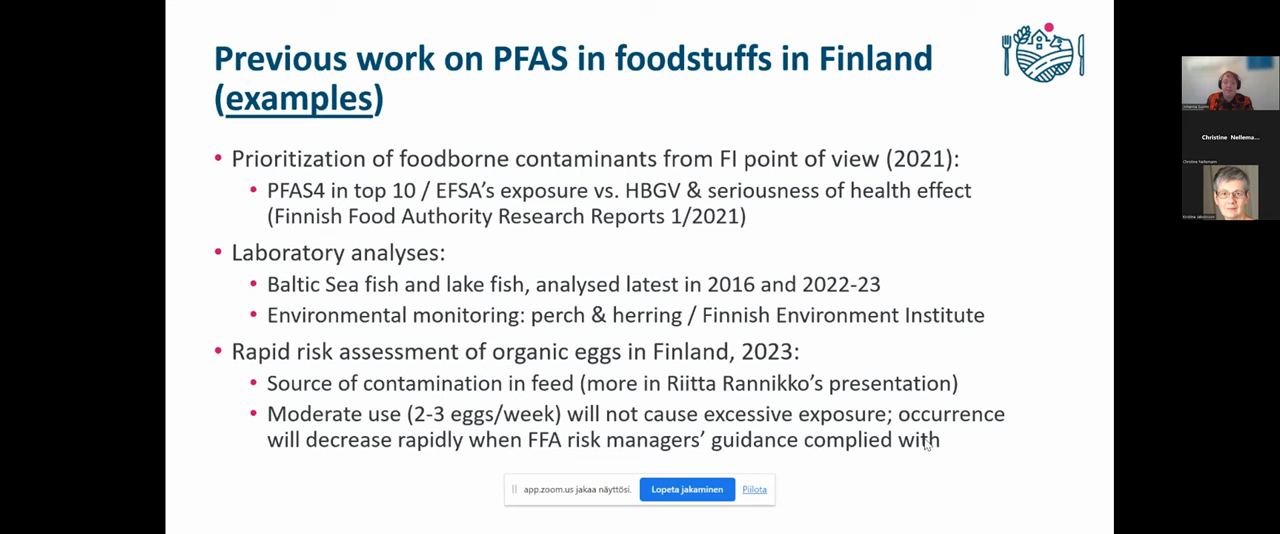 Previous work on PFAS in foodstuffs in Finland
(examples)
• Prioritization of foodborne contaminants from FI point of view (2021):
• PFAS4 in top 10 / EFSA's exposure vs. HBGV & seriousness of health effect
(Finnish Food Authority Research Reports 1/2021)
• Laboratory analyses:
• Baltic Sea fish and lake fish, analysed latest in 2016 and 2022-23
• Environmental monitoring: perch & herring / Finnish Environment Institute
• Rapid risk assessment of organic eggs in Finland, 2023:
• Source of contamination in feed (more in Riitta Rannikko's presentation)
• Moderate use (2-3 eggs/week) will not cause excessive exposure; occurrence
will decrease rapidly when FFA risk managers' guidance complied with
app.zoom.us jakaa näyttösi.
Lopeta jakaminen
Piilota
Christine Nellema...
Christine Nellemann